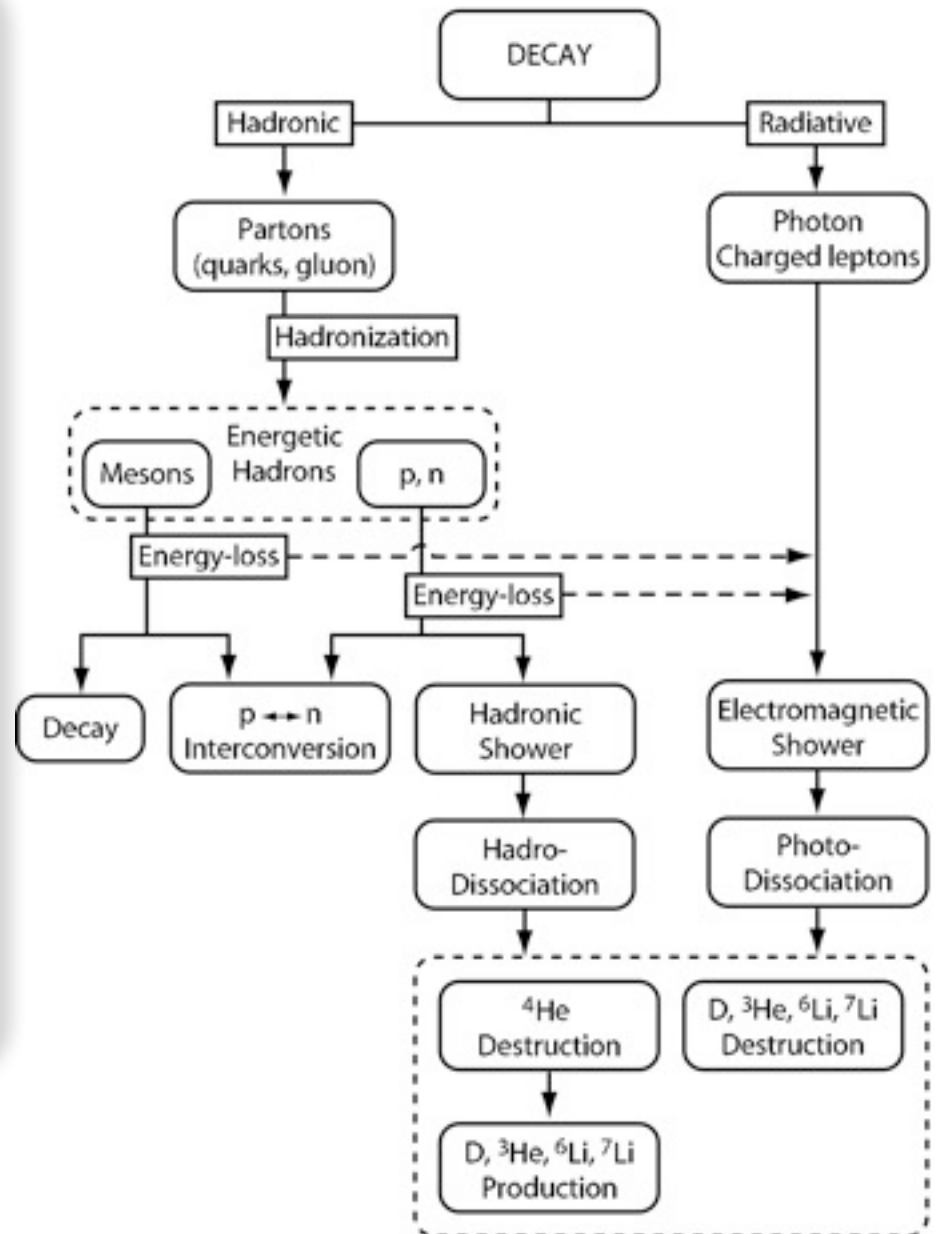 DECAY
Hadronic
Radiative
Partons
(quarks, gluon)
Photon
Charged leptons
Hadronization
Energetic
Hadrons
Mesons
p, n
Energy-loss
Energy-loss
Decay
p ↔ n
Interconversion
Hadronic
Shower
Electromagnetic
Shower
Hadro-
Dissociation
Photo-
Dissociation
⁴He
Destruction
D, ³He, ⁶Li, ⁷Li
Destruction
D, ³He, ⁶Li, ⁷Li
Production